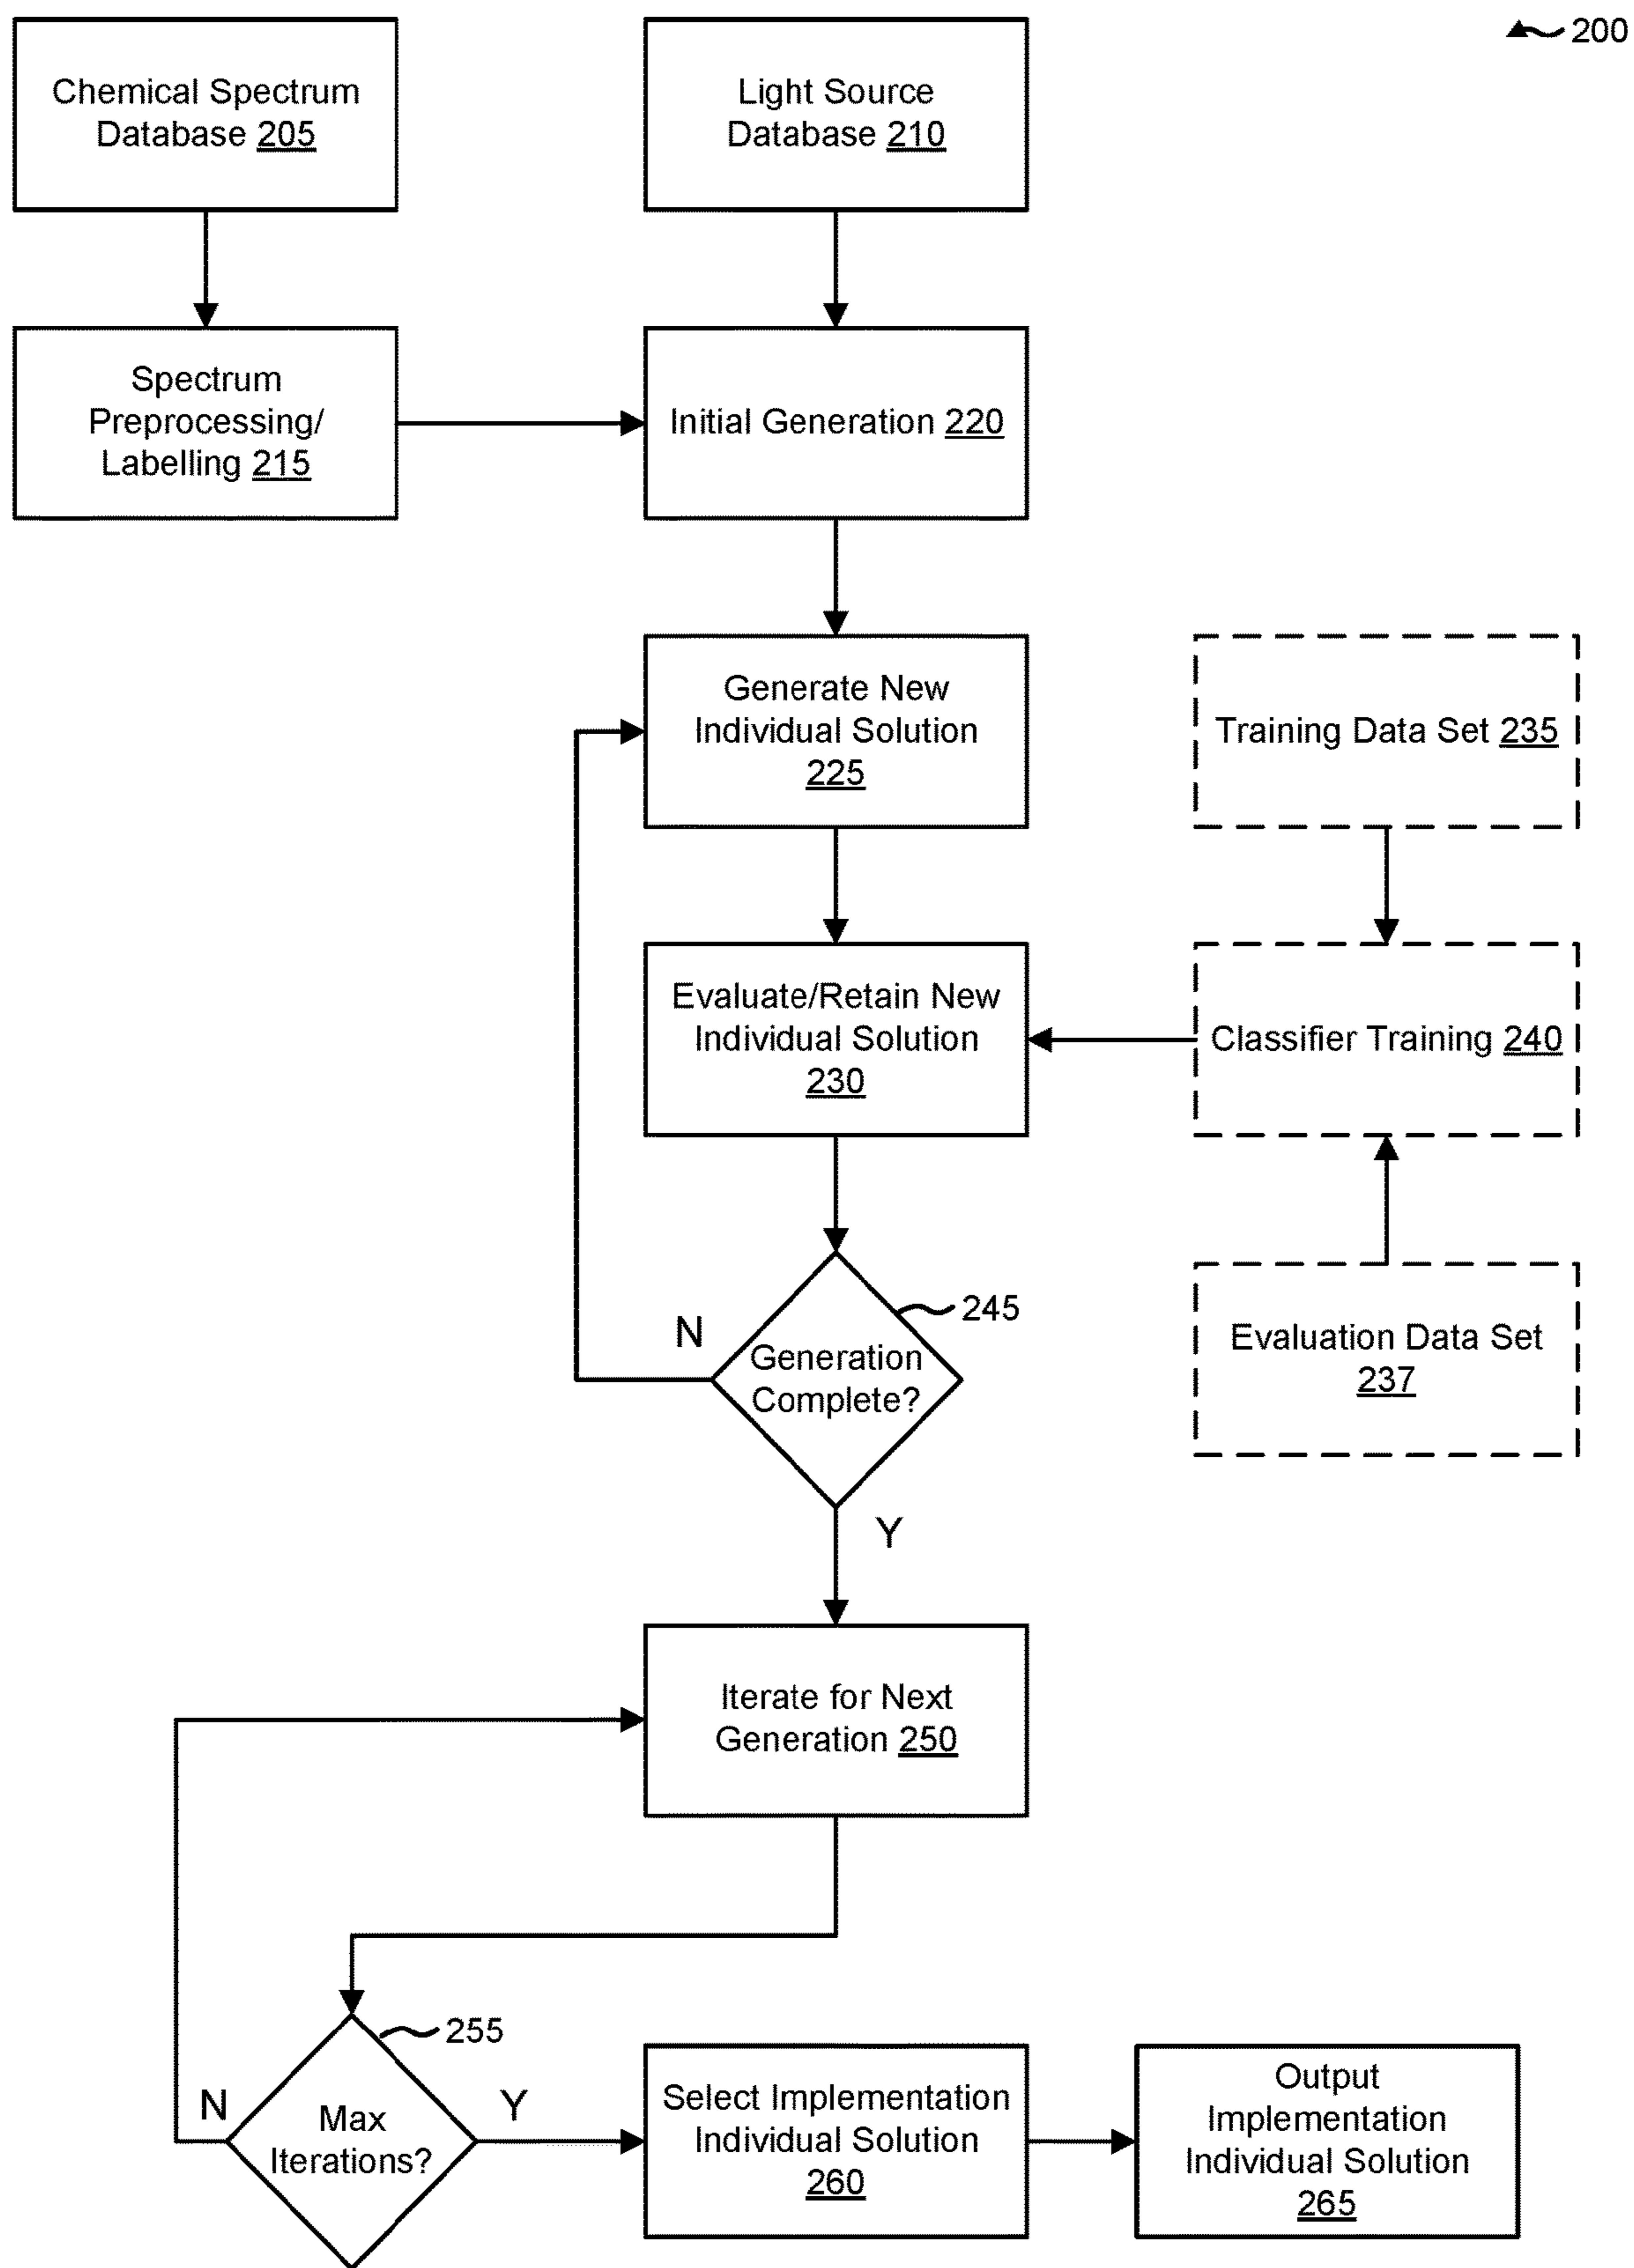 200
Chemical Spectrum
Database 205
Light Source
Database 210
Spectrum
Preprocessing/
Labelling 215
Initial Generation 220
Generate New
Individual Solution
225
Training Data Set 235
Evaluate/Retain New
Individual Solution
230
Classifier Training 240
245
N
Generation
Complete?
Evaluation Data Set
237
Y
Iterate for Next
Generation 250
255
N
Max
Iterations?
Y
Select Implementation
Individual Solution
260
Output
Implementation
Individual Solution
265